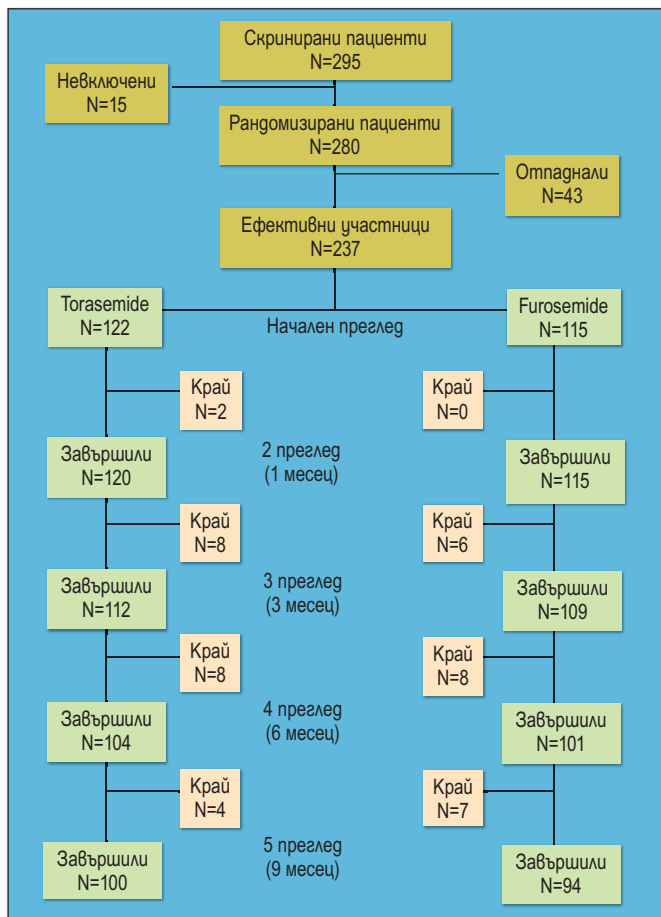 Скринирани пациенти
N=295
Невключени
N=15
Рандомизирани пациенти
N=280
Отпаднали
N=43
Ефективни участници
N=237
Torasemide
N=122
Начален преглед
Furosemide
N=115
Край
N=2
Край
N=0
Завършили
N=120
2 преглед
(1 месец)
Завършили
N=115
Край
N=8
Край
N=6
Завършили
N=112
3 преглед
(3 месец)
Завършили
N=109
Край
N=8
Край
N=8
Завършили
N=104
4 преглед
(6 месец)
Завършили
N=101
Край
N=4
Край
N=7
Завършили
N=100
5 преглед
(9 месец)
Завършили
N=94